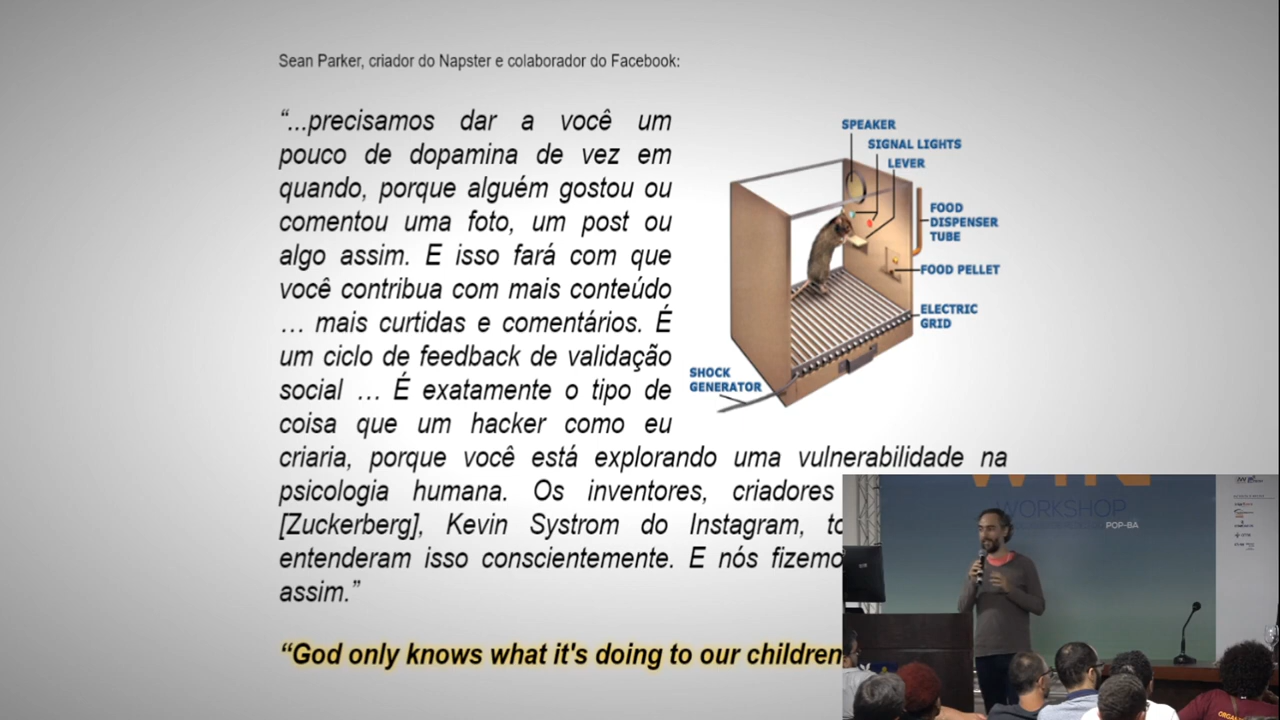 Sean Parker, criador do Napster e colaborador do Facebook:
“...precisamos dar a você um
pouco de dopamina de vez em
quando, porque alguém gostou ou
comentou uma foto, um post ou
algo assim. E isso fará com que
você contribua com mais conteúdo
… mais curtidas e comentários. É
um ciclo de feedback de validação
social … É exatamente o tipo de
coisa que um hacker como eu
criaria, porque você está explorando uma vulnerabilidade na
psicologia humana. Os inventores, criadores
[Zuckerberg], Kevin Systrom do Instagram,
entenderam isso conscientemente. E nós
assim.”
“God only knows what it's doing to our children
SPEAKER
SIGNAL LIGHTS
LEVER
FOOD
DISPENSER
TUBE
FOOD PELLET
ELECTRIC
GRID
SHOCK
GENERATOR
WORKSHOP
POP-BA